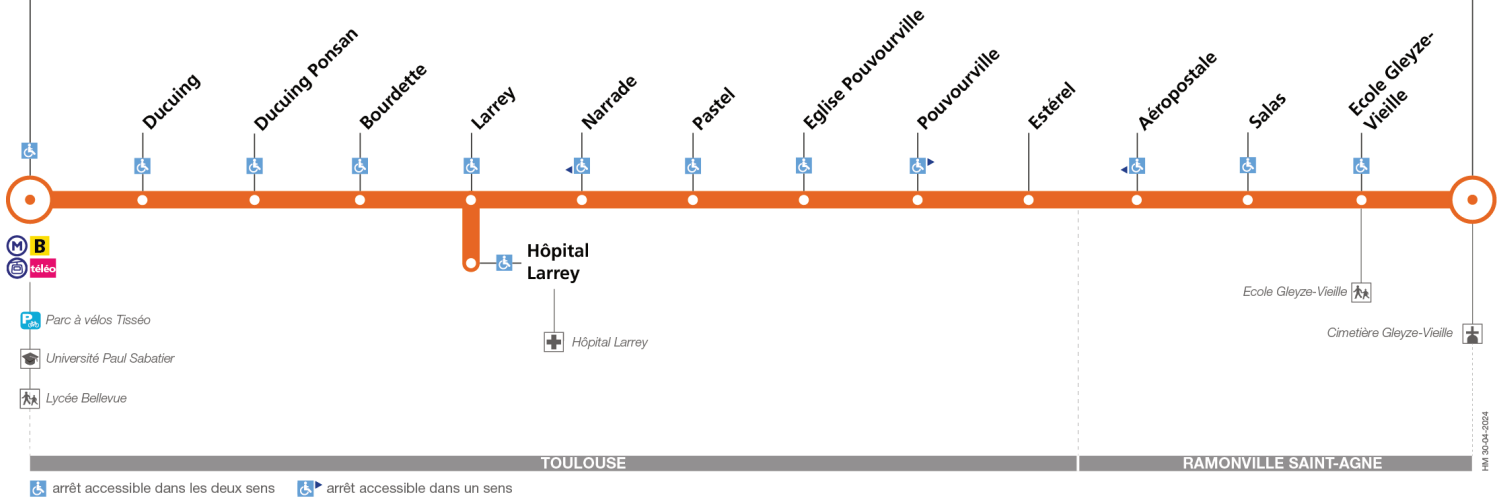 Ducuing
Ducuing Ponsan
Bourdette
Larrey
Narrade
Pastel
Eglise Pouvourville
Pouvourville
Estérel
Aéropostale
Salas
Ecole Gleyze-
Vieille
M B
téléo
Hôpital
Larrey
P Parc à vélos Tisséo
Université Paul Sabatier
Lycée Bellevue
Hôpital Larrey
Ecole Gleyze-Vieille
Cimetière Gleyze-Vieille
HM 30-04-2024
TOULOUSE
RAMONVILLE SAINT-AGNE
arrêt accessible dans les deux sens
arrêt accessible dans un sens